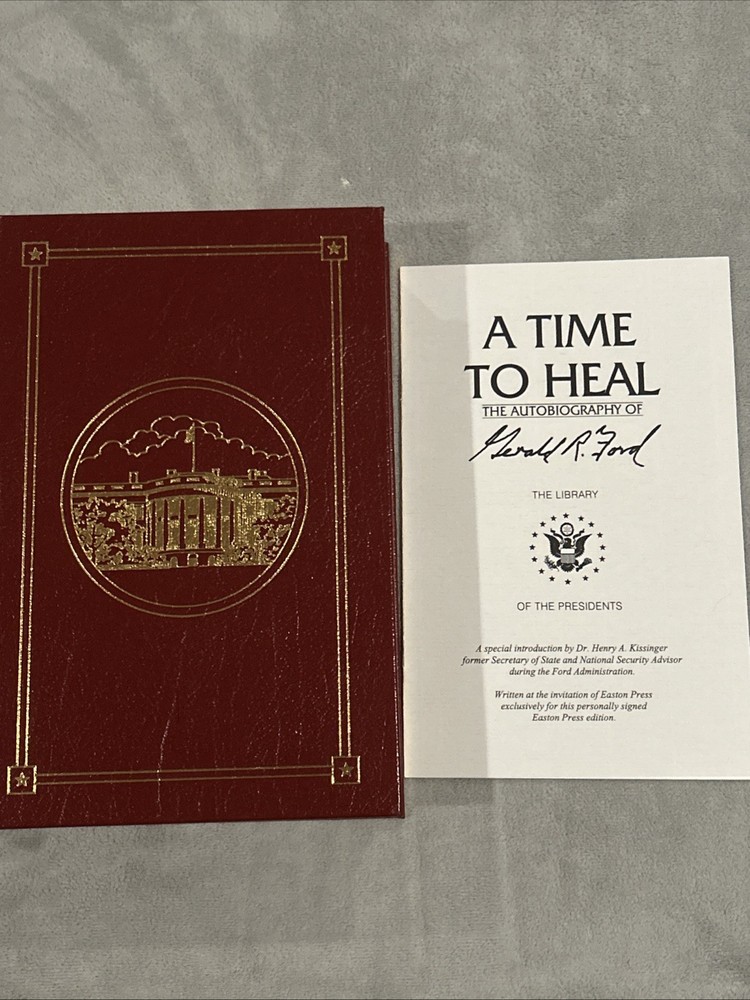 A TIME
TO HEAL
THE AUTOBIOGRAPHY OF
Gerald R. Ford
THE LIBRARY
OF THE PRESIDENTS
A special introduction by Dr. Henry A. Kissinger
former Secretary of State and National Security Advisor
during the Ford Administration.
Written at the invitation of Easton Press
exclusively for this personally signed
Easton Press edition.